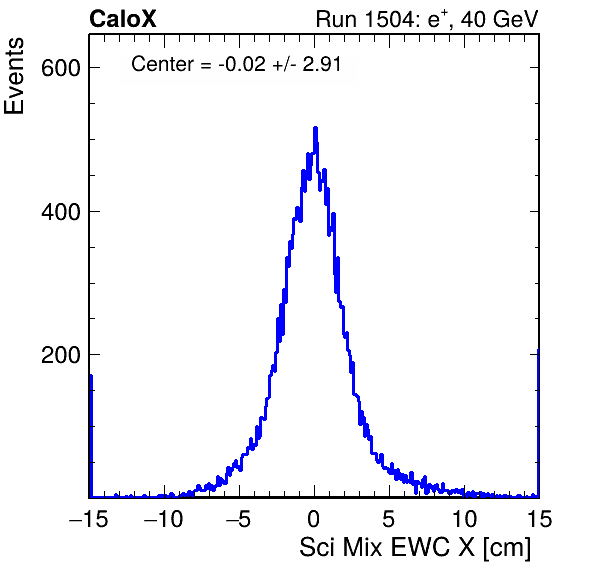 CaloX Run 1504: e⁺, 40 GeV
Center = -0.02 +/- 2.91
Events
600
400
200
−15 −10 −5 0 5 10 15
Sci Mix EWC X [cm]